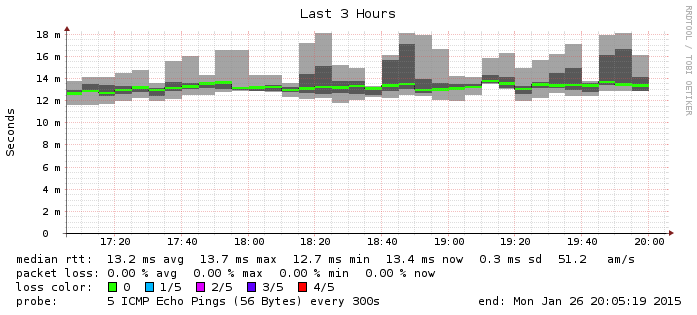 Last 3 Hours
RRDTOOL / TOBI OETIKER
Seconds
18 m
16 m
14 m
12 m
10 m
8 m
6 m
4 m
2 m
0
17:20 17:40 18:00 18:20 18:40 19:00 19:20 19:40 20:00
median rtt: 13.2 ms avg 13.7 ms max 12.7 ms min 13.4 ms now 0.3 ms sd 51.2 am/s
packet loss: 0.00 % avg 0.00 % max 0.00 % min 0.00 % now
loss color: 0 1/5 2/5 3/5 4/5
probe: 5 ICMP Echo Pings (56 Bytes) every 300s end: Mon Jan 26 20:05:19 2015